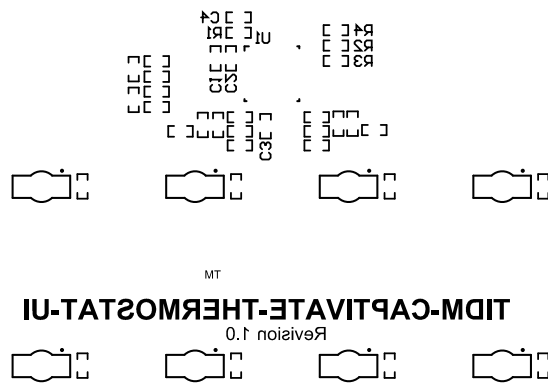 C4
R1
U1
R4
R2
R3
C1
C2
C3
TM
TIDM-CAPTIVATE-THERMOSTAT-UI
Revision 1.0